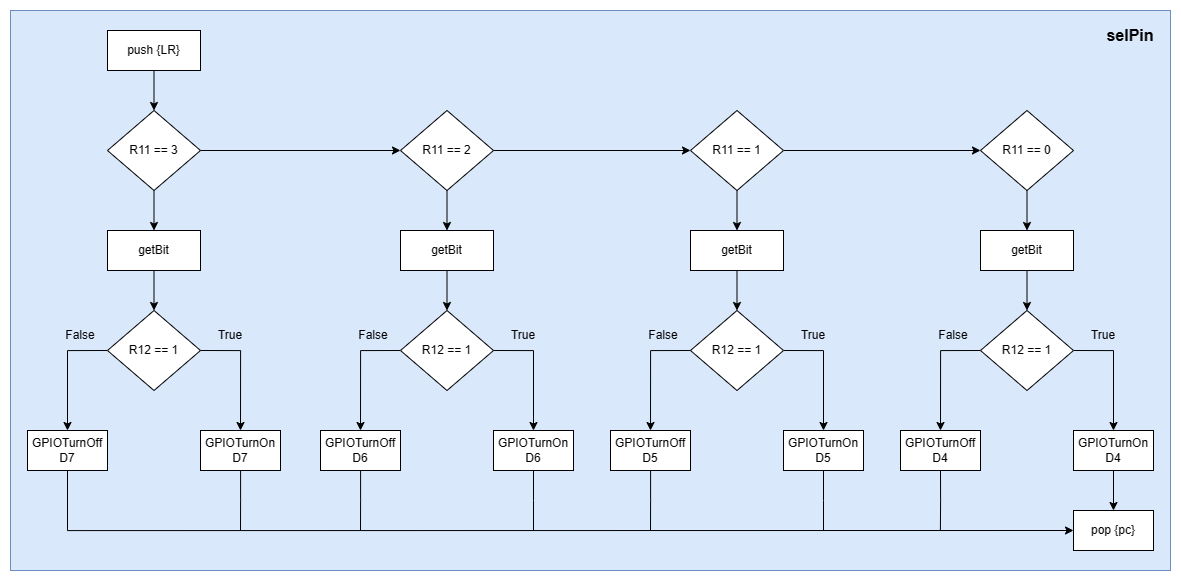 selPin
push {LR}
R11 == 3
R11 == 2
R11 == 1
R11 == 0
getBit
getBit
getBit
getBit
False
True
False
True
False
True
False
True
R12 == 1
R12 == 1
R12 == 1
R12 == 1
GPIOTurnOff
D7
GPIOTurnOn
D7
GPIOTurnOff
D6
GPIOTurnOn
D6
GPIOTurnOff
D5
GPIOTurnOn
D5
GPIOTurnOff
D4
GPIOTurnOn
D4
pop {pc}